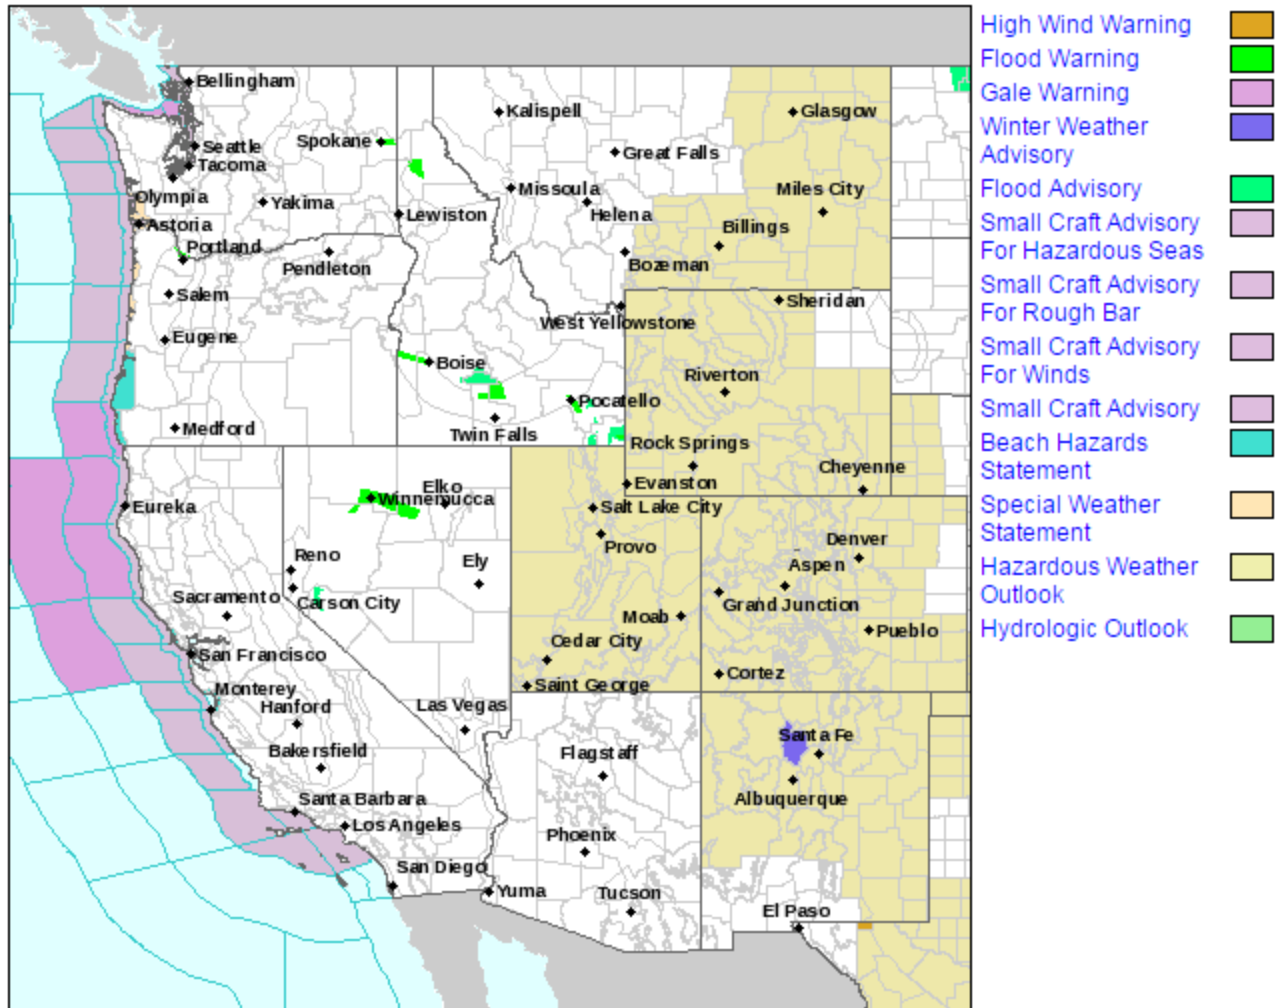 Bellingham
Seattle
Tacoma
Olympia
Astoria
Portland
Salem
Eugene
Medford
Spokane
Yakima
Pendleton
Lewiston
Kalispell
Great Falls
Missoula
Helena
Bozeman
West Yellowstone
Glasgow
Miles City
Billings
Sheridan
Boise
Pocatello
Twin Falls
Riverton
Rock Springs
Evanston
Cheyenne
Eureka
Elko
Winnemucca
Reno
Ely
Carson City
Sacramento
San Francisco
Monterey
Hanford
Bakersfield
Las Vegas
Santa Barbara
Los Angeles
San Diego
Salt Lake City
Provo
Moab
Cedar City
Saint George
Denver
Aspen
Grand Junction
Pueblo
Cortez
Flagstaff
Phoenix
Yuma
Tucson
Santa Fe
Albuquerque
El Paso
High Wind Warning
Flood Warning
Gale Warning
Winter Weather
Advisory
Flood Advisory
Small Craft Advisory
For Hazardous Seas
Small Craft Advisory
For Rough Bar
Small Craft Advisory
For Winds
Small Craft Advisory
Beach Hazards
Statement
Special Weather
Statement
Hazardous Weather
Outlook
Hydrologic Outlook